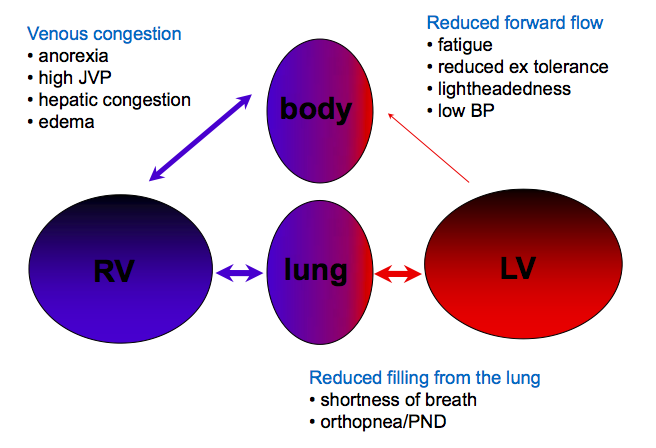 Venous congestion
• anorexia
• high JVP
• hepatic congestion
• edema
Reduced forward flow
• fatigue
• reduced ex tolerance
• lightheadedness
• low BP
body
RV
lung
LV
Reduced filling from the lung
• shortness of breath
• orthopnea/PND